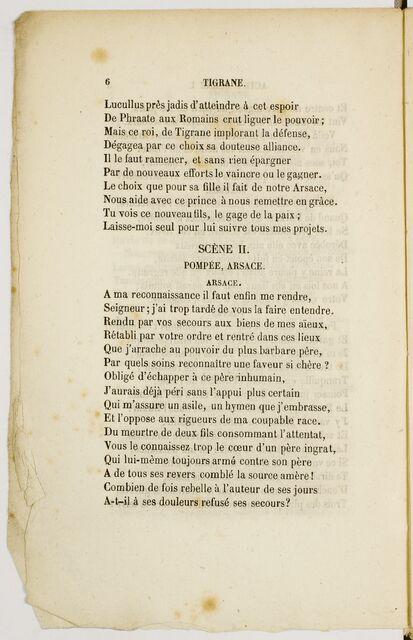 6 TIGRANE.
Lucullus près jadis d'atteindre à cet espoir
De Phraate aux Romains crut liguer le pouvoir ;
Mais ce roi, de Tigrane implorant la défense,
Dégagea par ce choix sa douteuse alliance.
Il le faut ramener, et sans rien épargner
Par de nouveaux efforts le vaincre ou le gagner.
Le choix que pour sa fille il fait de notre Arsace,
Nous aide avec ce prince à nous remettre en grâce.
Tu vois ce nouveau fils, le gage de la paix ;
Laisse-moi seul pour lui suivre tous mes projets.
SCÈNE II.
POMPÉE, ARSACE.
ARSACE.
A ma reconnaissance il faut enfin me rendre,
Seigneur ; j'ai trop tardé de vous la faire entendre.
Rendu par vos secours aux biens de mes aïeux,
Rétabli par votre ordre et rentré dans ces lieux
Que j'arrache au pouvoir du plus barbare père,
Par quels soins reconnaître une faveur si chère ?
Obligé d'échapper à ce père inhumain,
J'aurais déjà péri sans l'appui plus certain
Qui m'assure un asile, un hymen que j'embrasse,
Et l'oppose aux rigueurs de ma coupable race.
Du meurtre de deux fils consommant l'attentat,
Vous le connaissez trop le cœur d'un père ingrat,
Qui lui-même toujours armé contre son père
A de tous ses revers comblé la source amère !
Combien de fois rebelle à l'auteur de ses jours
A-t-il à ses douleurs refusé ses secours?